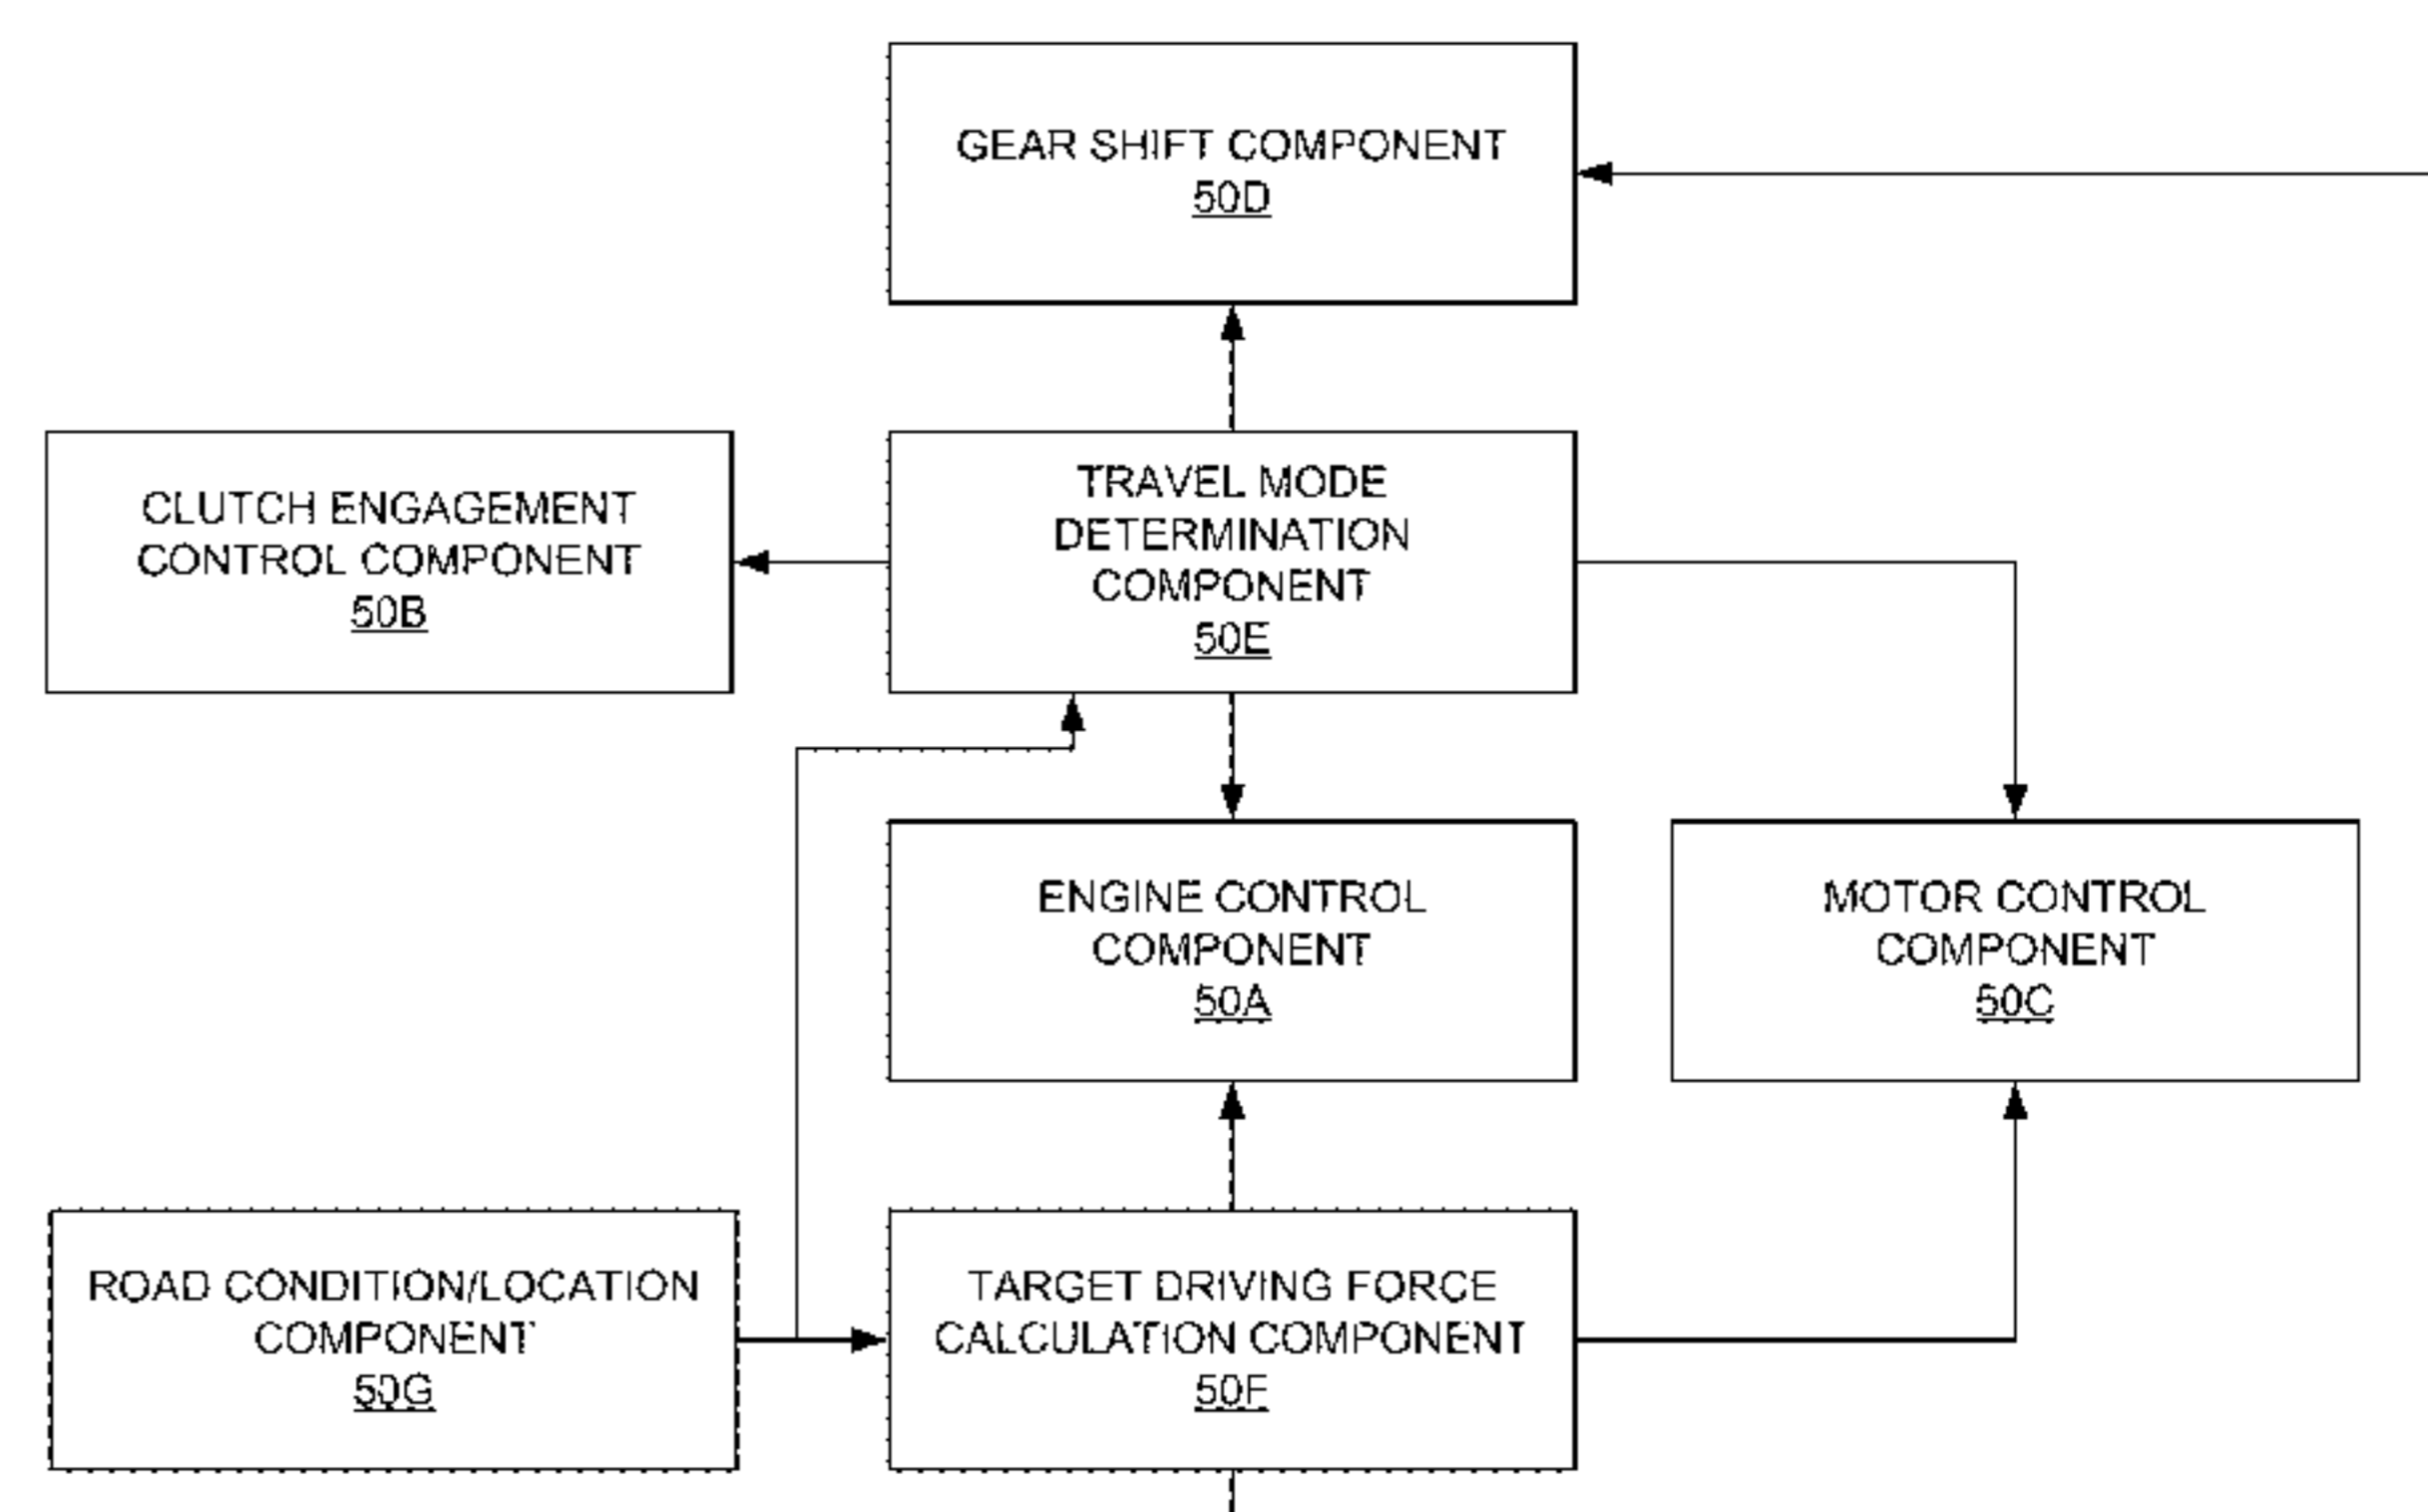 GEAR SHIFT COMPONENT
50D
CLUTCH ENGAGEMENT
CONTROL COMPONENT
50B
TRAVEL MODE
DETERMINATION
COMPONENT
50E
ENGINE CONTROL
COMPONENT
50A
MOTOR CONTROL
COMPONENT
50C
ROAD CONDITION/LOCATION
COMPONENT
50G
TARGET DRIVING FORCE
CALCULATION COMPONENT
50F